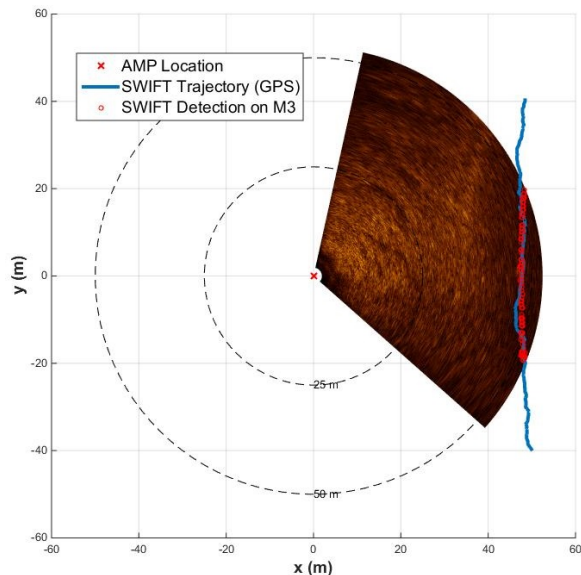 60
40
20
0
-20
-40
-60
y (m)
AMP Location
SWIFT Trajectory (GPS)
SWIFT Detection on M3
25 m
50 m
-60 -40 -20 0 20 40 60
x (m)